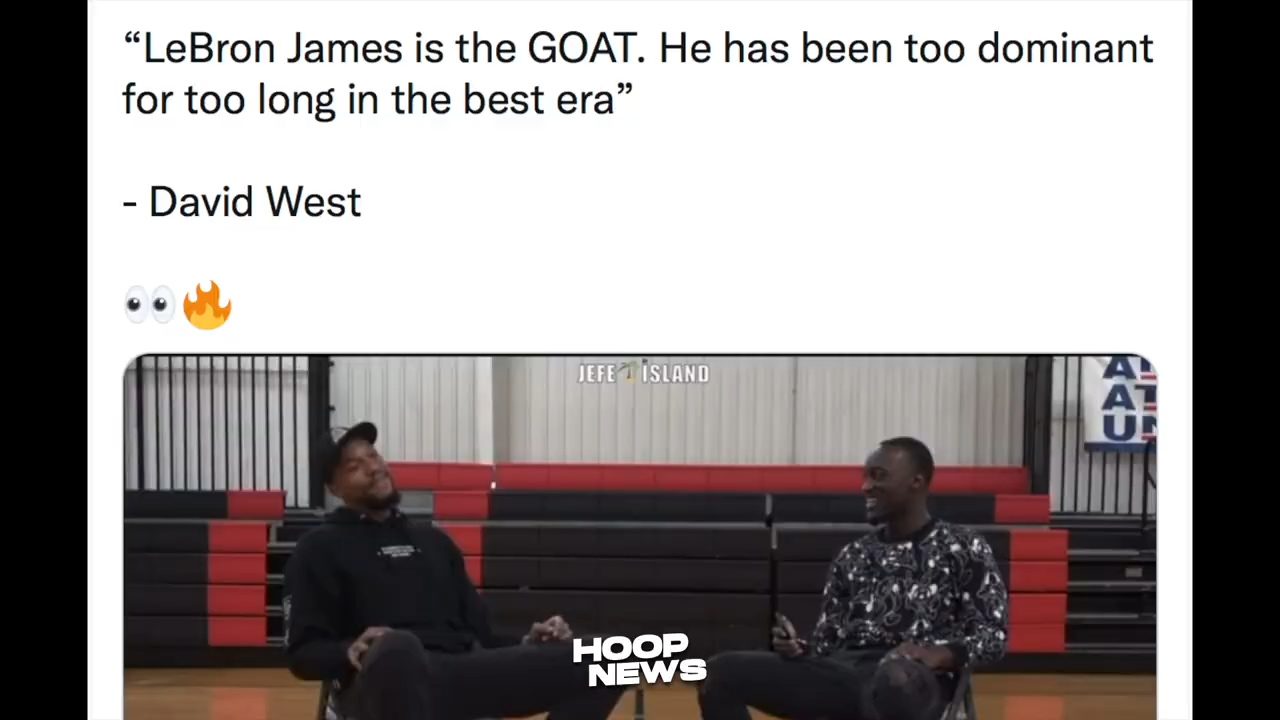 “LeBron James is the GOAT. He has been too dominant
for too long in the best era”
- David West
JEFE ISLAND
HOOP
NEWS